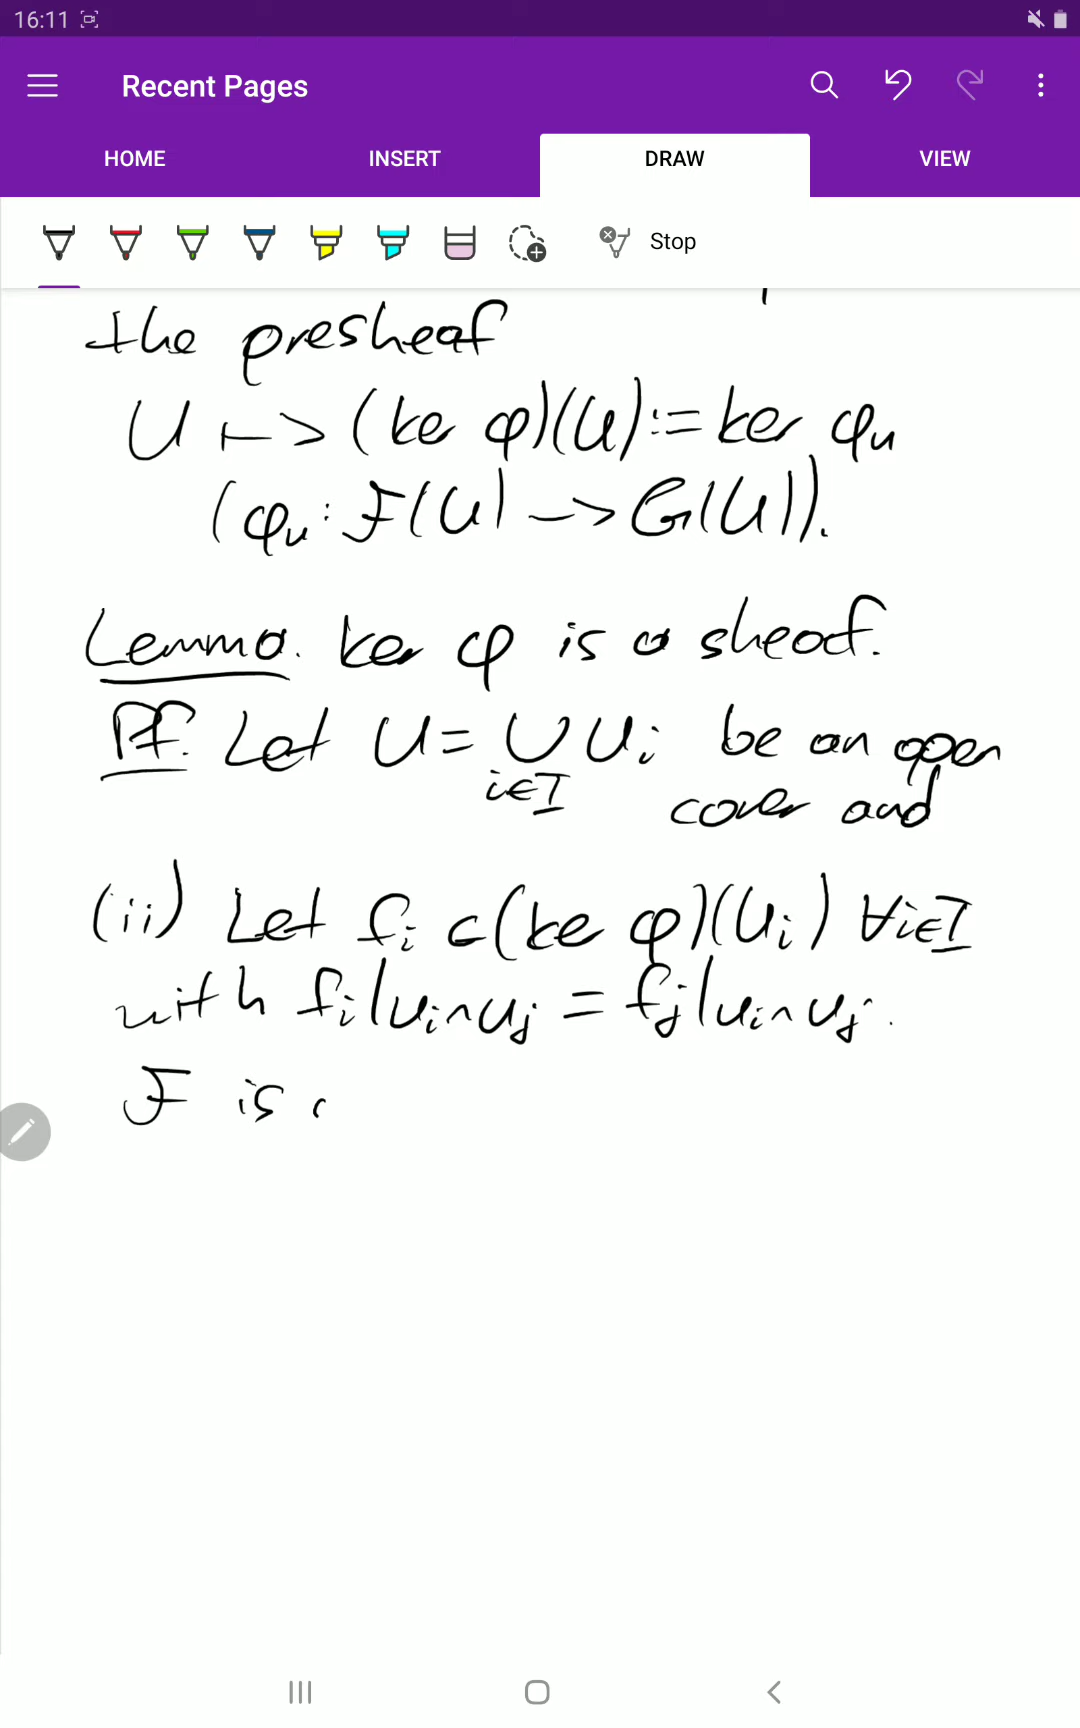 16:11
Recent Pages
HOME INSERT DRAW VIEW
Stop
the presheaf
U ↦ (ker φ)(U) := ker φ_U
(φ_U : F(U) → G(U)).
Lemma. ker φ is a sheaf.
Pf. Let U = ∪_{i∈I} U_i be an open
cover and
(ii) Let f_i ∈ (ker φ)(U_i) ∀i∈I
with f_i|U_i∩U_j = f_j|U_i∩U_j.
F is